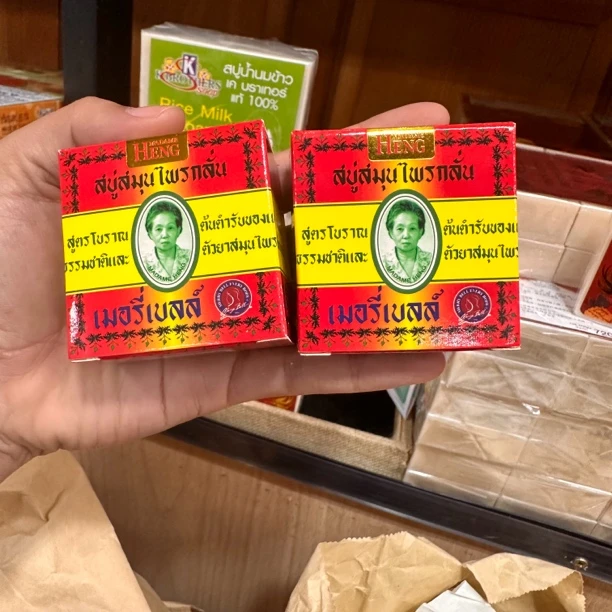 สบู่น้ำนมข้าว
เค บราเทอร์
แท้ 100%
Rice Milk
MADAME
HENG
สบู่สมุนไพรกลั่น
สูตรโบราณ
ธรรมชาติและ
ต้นตำรับของแ
ตัวยาสมุนไพร
MADAME HENG
เมอรี่เบลล์
MADAME
HENG
สบู่สมุนไพรกลั่น
สูตรโบราณ
ธรรมชาติและ
ต้นตำรับของแ
ตัวยาสมุนไพร
MADAME HENG
เมอรี่เบลล์